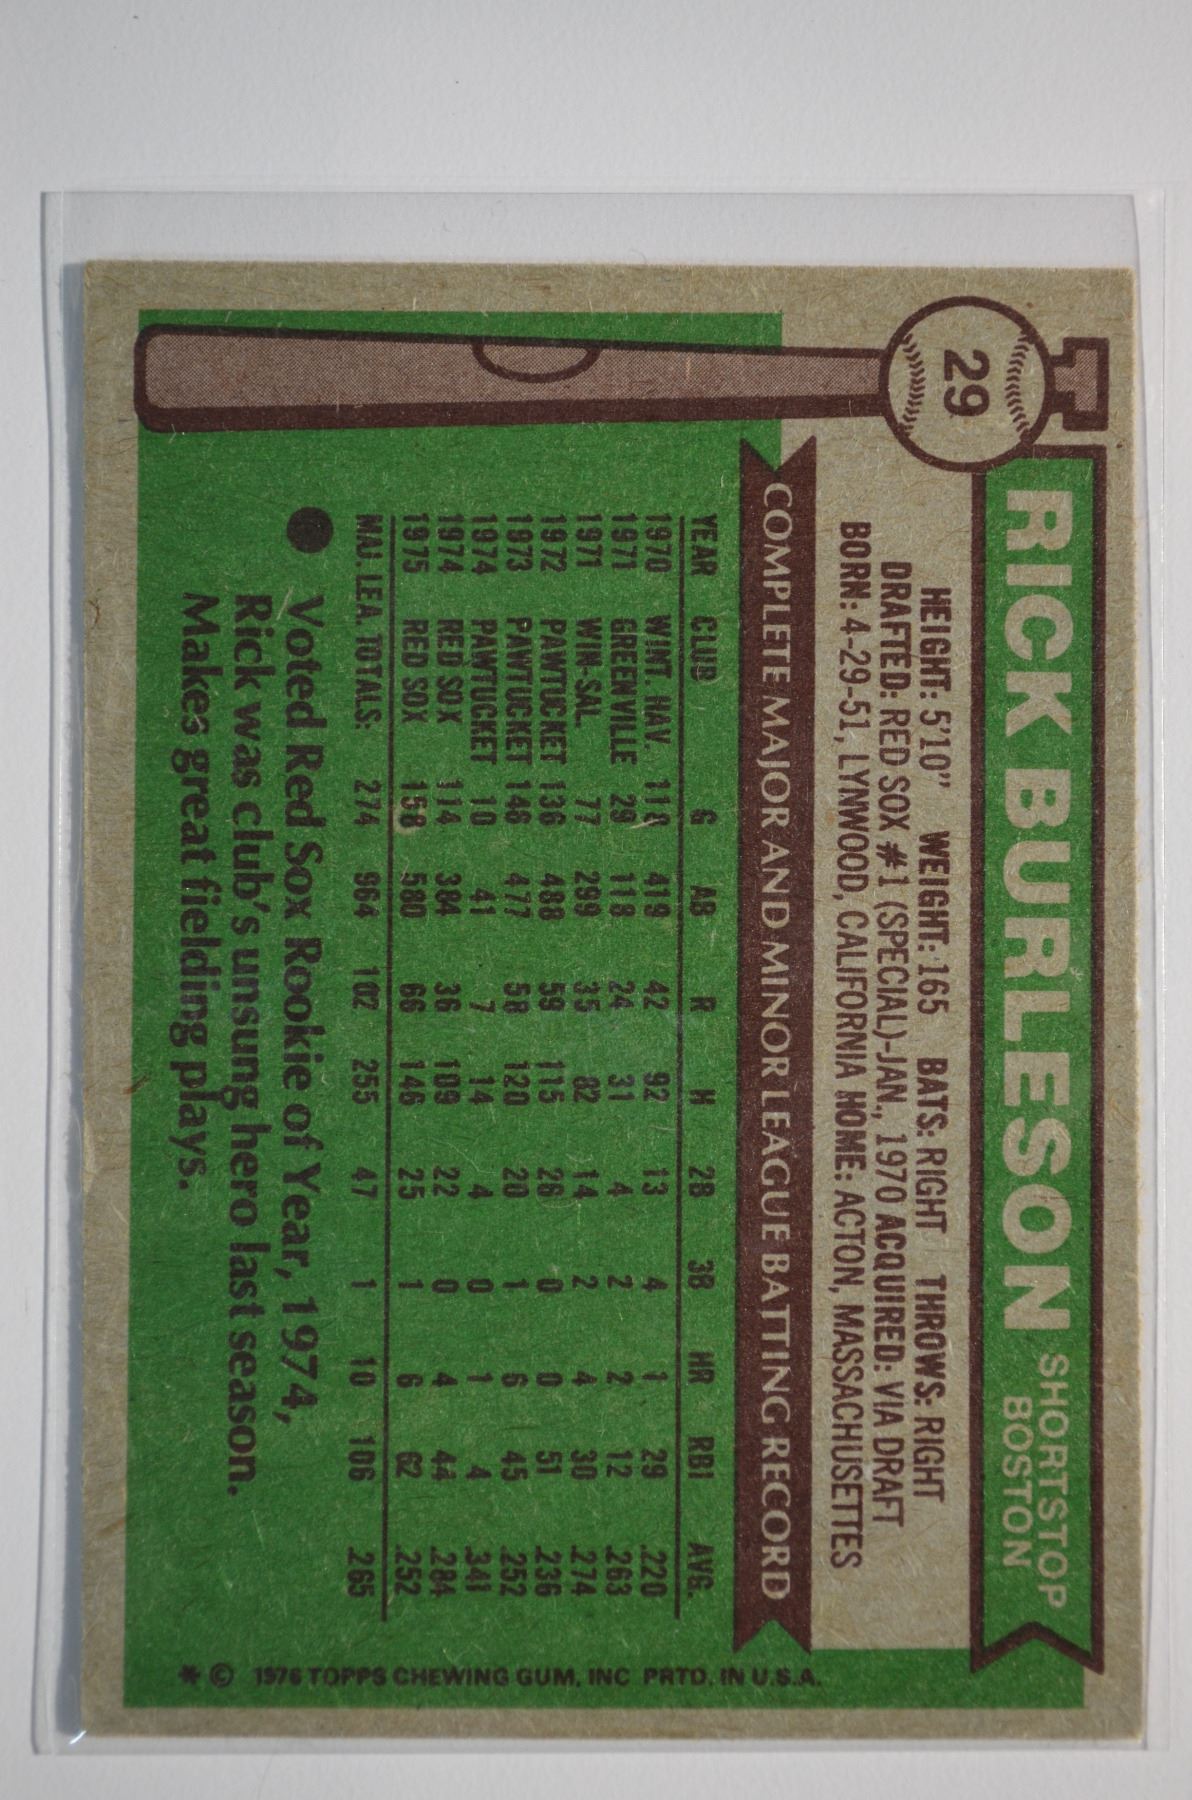 29
RICK BURLESON SHORTSTOP
BOSTON
HEIGHT: 5'10" WEIGHT: 165 BATS: RIGHT THROWS: RIGHT
DRAFTED: RED SOX #1 (SPECIAL)-JAN., 1970 ACQUIRED: VIA DRAFT
BORN: 4-29-51, LYNWOOD, CALIFORNIA HOME: ACTON, MASSACHUSETTES
COMPLETE MAJOR AND MINOR LEAGUE BATTING RECORD
YEAR CLUB G AB R H 2B 3B HR RBI AVG.
1970 WNT. HAV. 118 419 42 92 13 4 1 29 .220
1971 GREENVILLE 29 118 24 31 4 2 2 12 .263
1971 WIN-SAL 77 299 35 82 14 2 4 30 .274
1972 PAWTUCKET 136 488 59 115 26 0 0 51 .236
1973 PAWTUCKET 146 477 58 120 20 1 6 45 .252
1974 PAWTUCKET 10 41 7 14 4 0 1 4 .341
1974 RED SOX 114 384 36 109 22 0 4 44 .284
1975 RED SOX 158 580 66 146 25 1 6 62 .252
MAJ. LEA. TOTALS: 274 964 102 255 47 1 10 106 .265
● Voted Red Sox Rookie of Year, 1974,
Rick was club's unsung hero last season.
Makes great fielding plays.
* © 1976 TOPPS CHEWING GUM, INC PRTD. IN U.S.A.